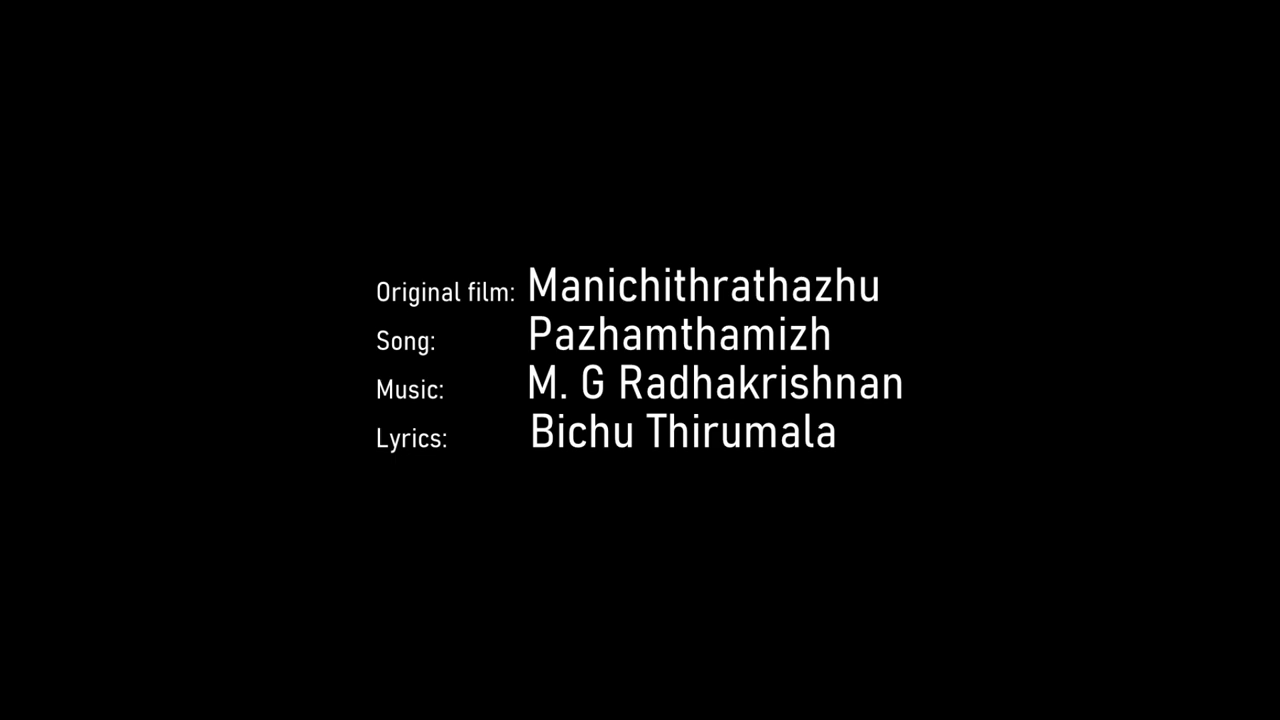 Original film: Manichithrathazhu
Song: Pazhamthamizh
Music: M. G Radhakrishnan
Lyrics: Bichu Thirumala